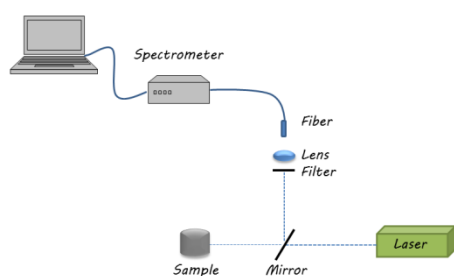 Spectrometer
Fiber
Lens
Filter
Laser
Sample
Mirror